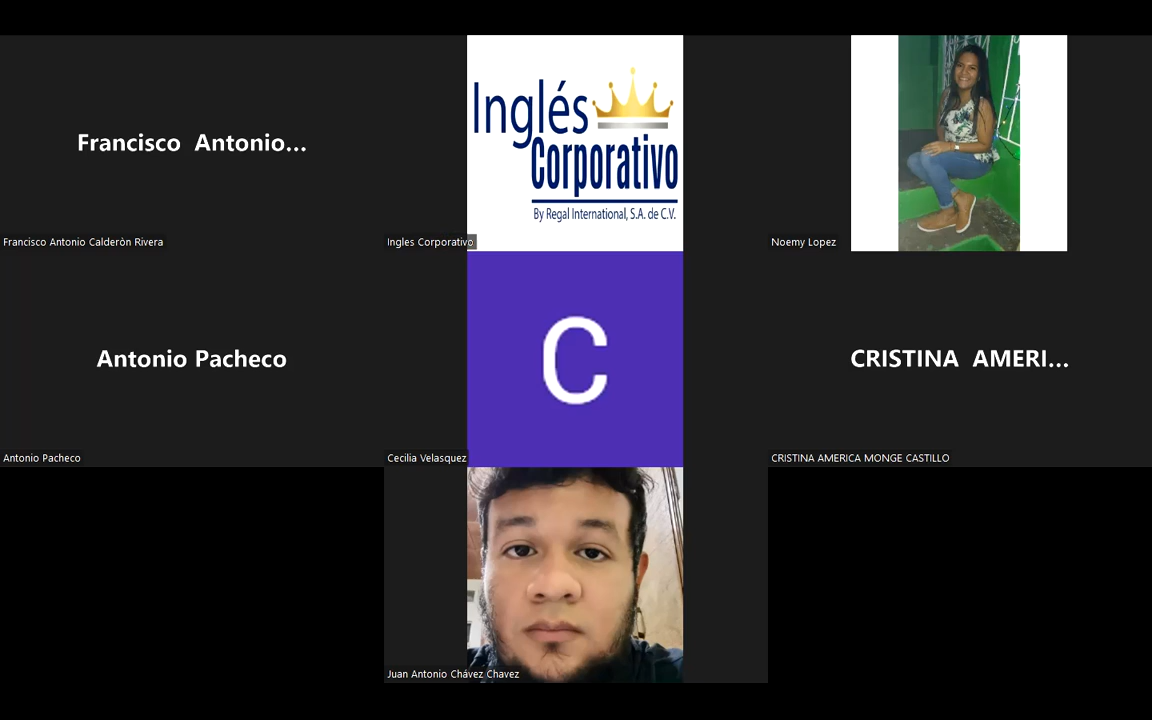 Francisco Antonio...
Francisco Antonio Calderòn Rivera
Inglés
Corporativo
By Regal International, S.A. de C.V.
Ingles Corporativo
Noemy Lopez
Antonio Pacheco
Antonio Pacheco
C
Cecilia Velasquez
CRISTINA AMERI...
CRISTINA AMERICA MONGE CASTILLO
Juan Antonio Chávez Chavez